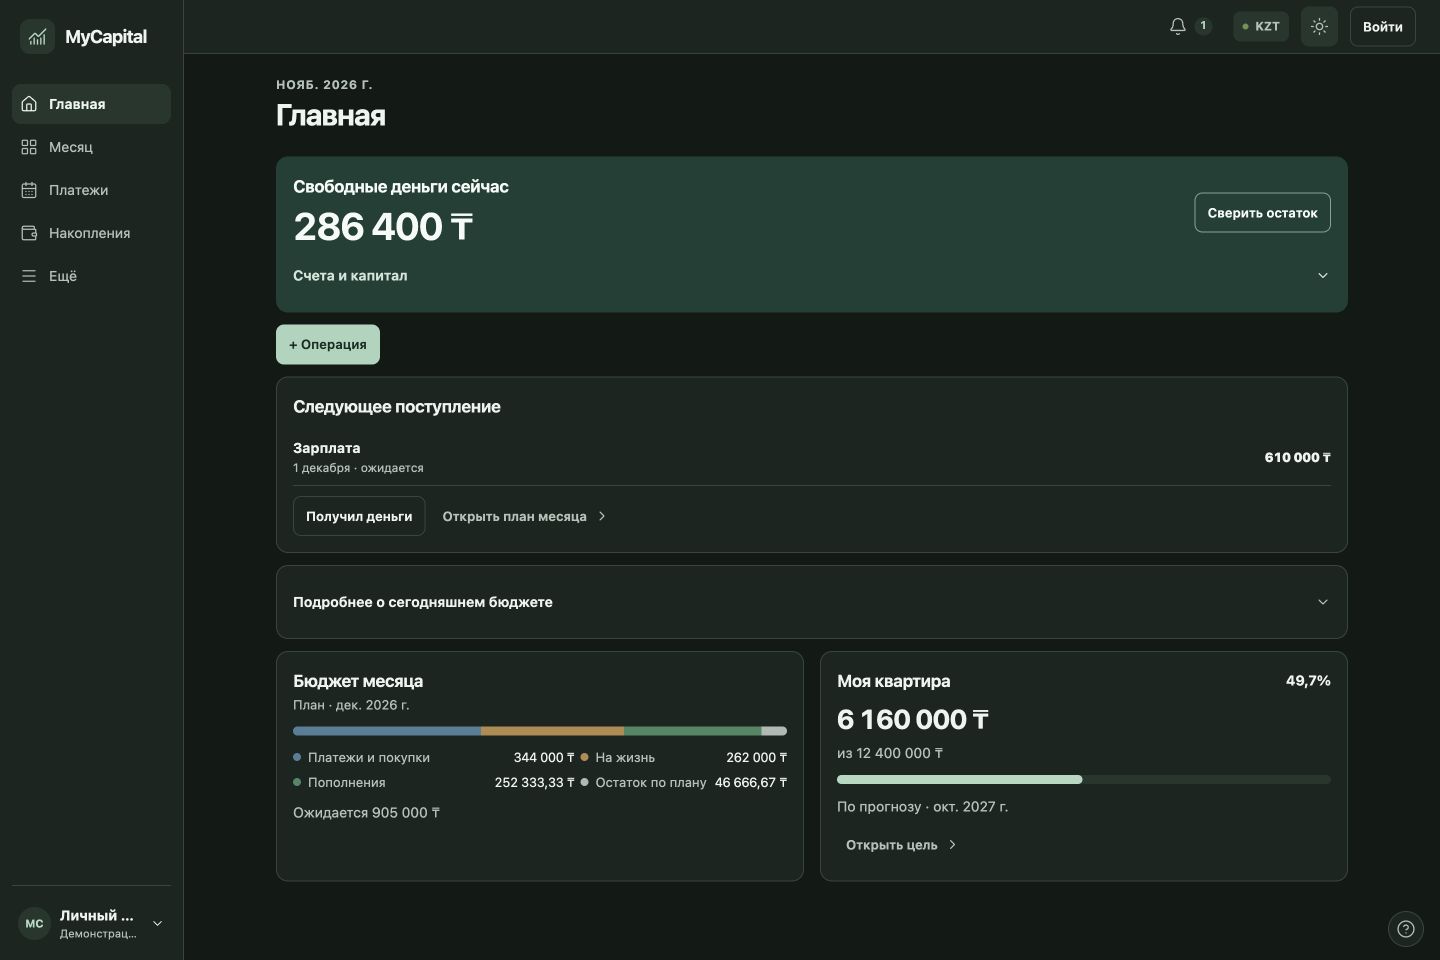 MyCapital
1
KZT
Войти
Главная
Месяц
Платежи
Накопления
Ещё
НОЯБ. 2026 Г.
Главная
Свободные деньги сейчас
286 400 ₸
Сверить остаток
Счета и капитал
+ Операция
Следующее поступление
Зарплата
1 декабря · ожидается
610 000 ₸
Получил деньги
Открыть план месяца
Подробнее о сегодняшнем бюджете
Бюджет месяца
План · дек. 2026 г.
Платежи и покупки 344 000 ₸ На жизнь 262 000 ₸
Пополнения 252 333,33 ₸ Остаток по плану 46 666,67 ₸
Ожидается 905 000 ₸
Моя квартира 49,7%
6 160 000 ₸
из 12 400 000 ₸
По прогнозу · окт. 2027 г.
Открыть цель
MC
Личный ...
Демонстрац...
?